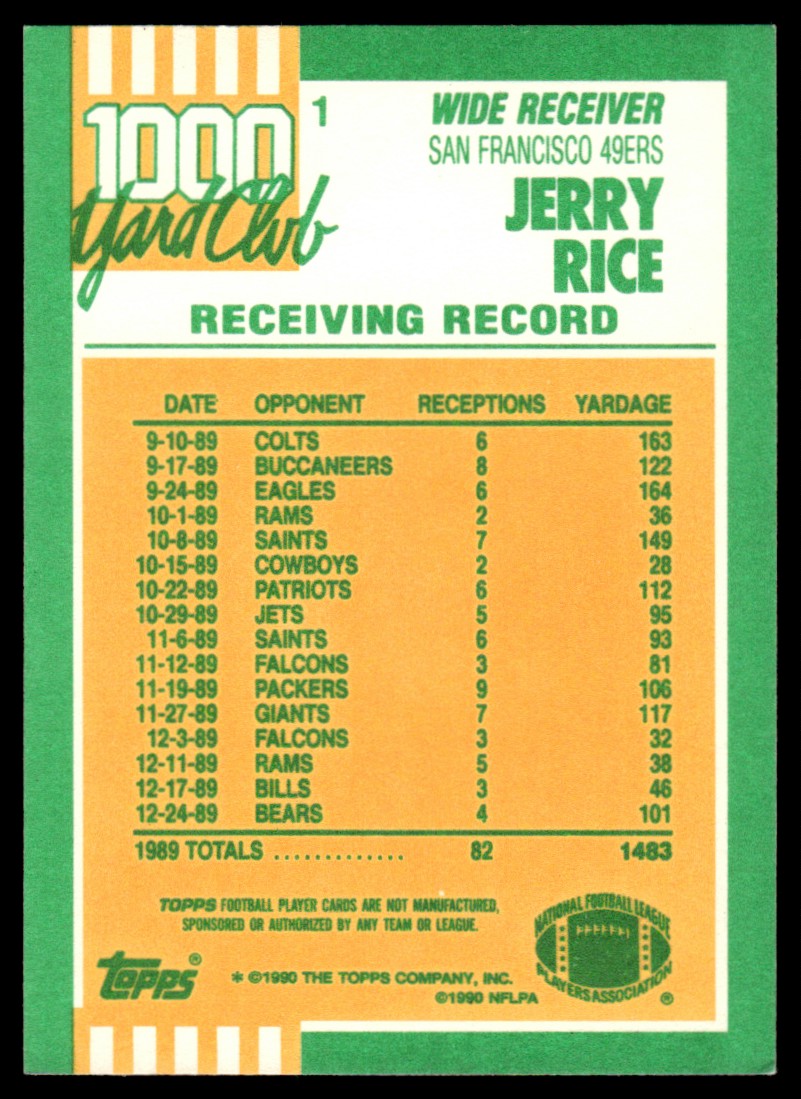 1000
Yard Club
1
WIDE RECEIVER
SAN FRANCISCO 49ERS
JERRY
RICE
RECEIVING RECORD
DATE OPPONENT RECEPTIONS YARDAGE
9-10-89 COLTS 6 163
9-17-89 BUCCANEERS 8 122
9-24-89 EAGLES 6 164
10-1-89 RAMS 2 36
10-8-89 SAINTS 7 149
10-15-89 COWBOYS 2 28
10-22-89 PATRIOTS 6 112
10-29-89 JETS 5 95
11-6-89 SAINTS 6 93
11-12-89 FALCONS 3 81
11-19-89 PACKERS 9 106
11-27-89 GIANTS 7 117
12-3-89 FALCONS 3 32
12-11-89 RAMS 5 38
12-17-89 BILLS 3 46
12-24-89 BEARS 4 101
1989 TOTALS ............. 82 1483
TOPPS FOOTBALL PLAYER CARDS ARE NOT MANUFACTURED,
SPONSORED OR AUTHORIZED BY ANY TEAM OR LEAGUE.
NATIONAL FOOTBALL LEAGUE
PLAYERS ASSOCIATION ®
topps ®
* ©1990 THE TOPPS COMPANY, INC.
©1990 NFLPA